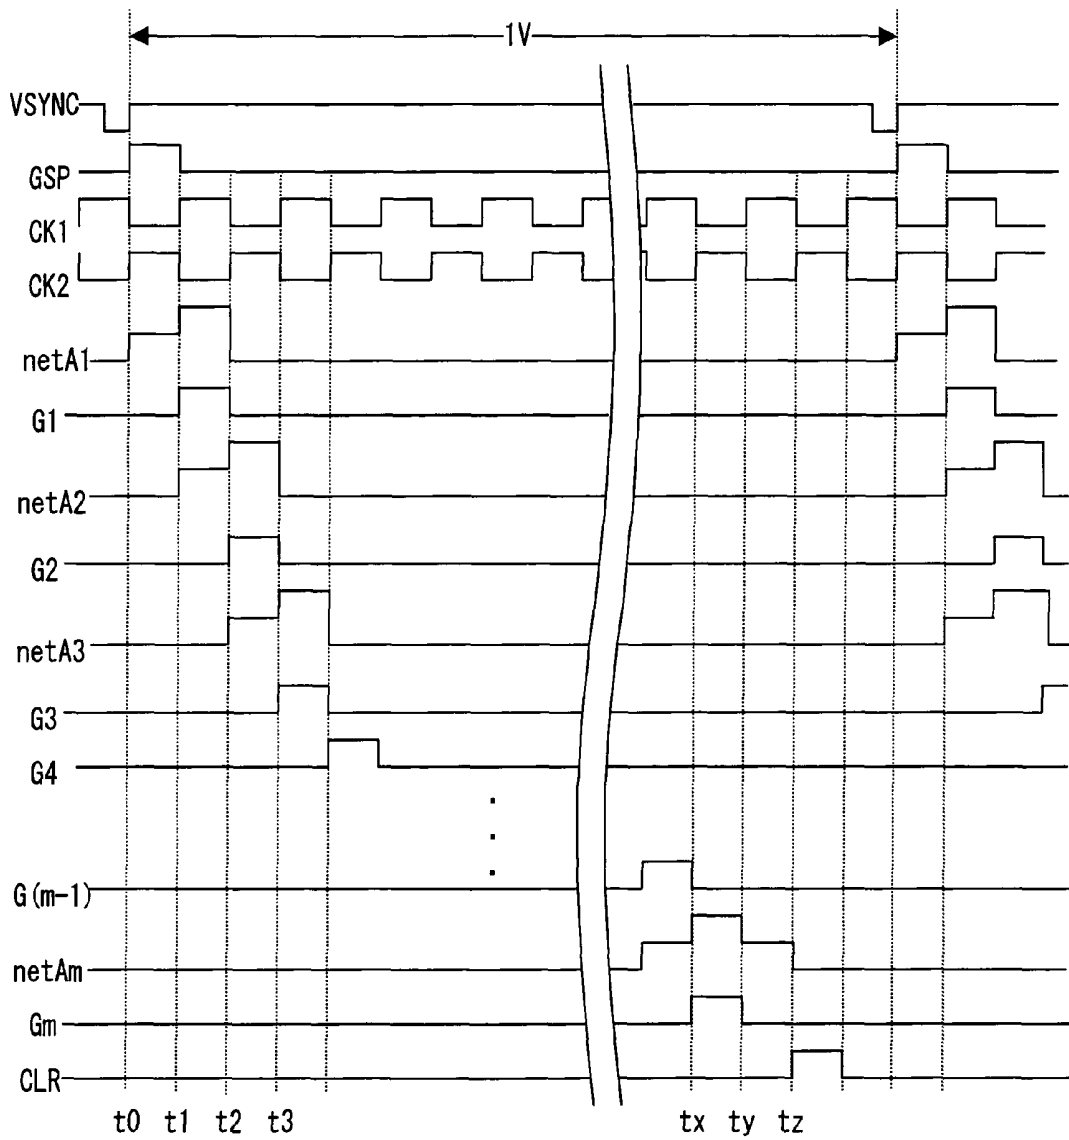 1V
VSYNC
GSP
CK1
CK2
netA1
G1
netA2
G2
netA3
G3
G4
G(m-1)
netAm
Gm
CLR
t0 t1 t2 t3 tx ty tz